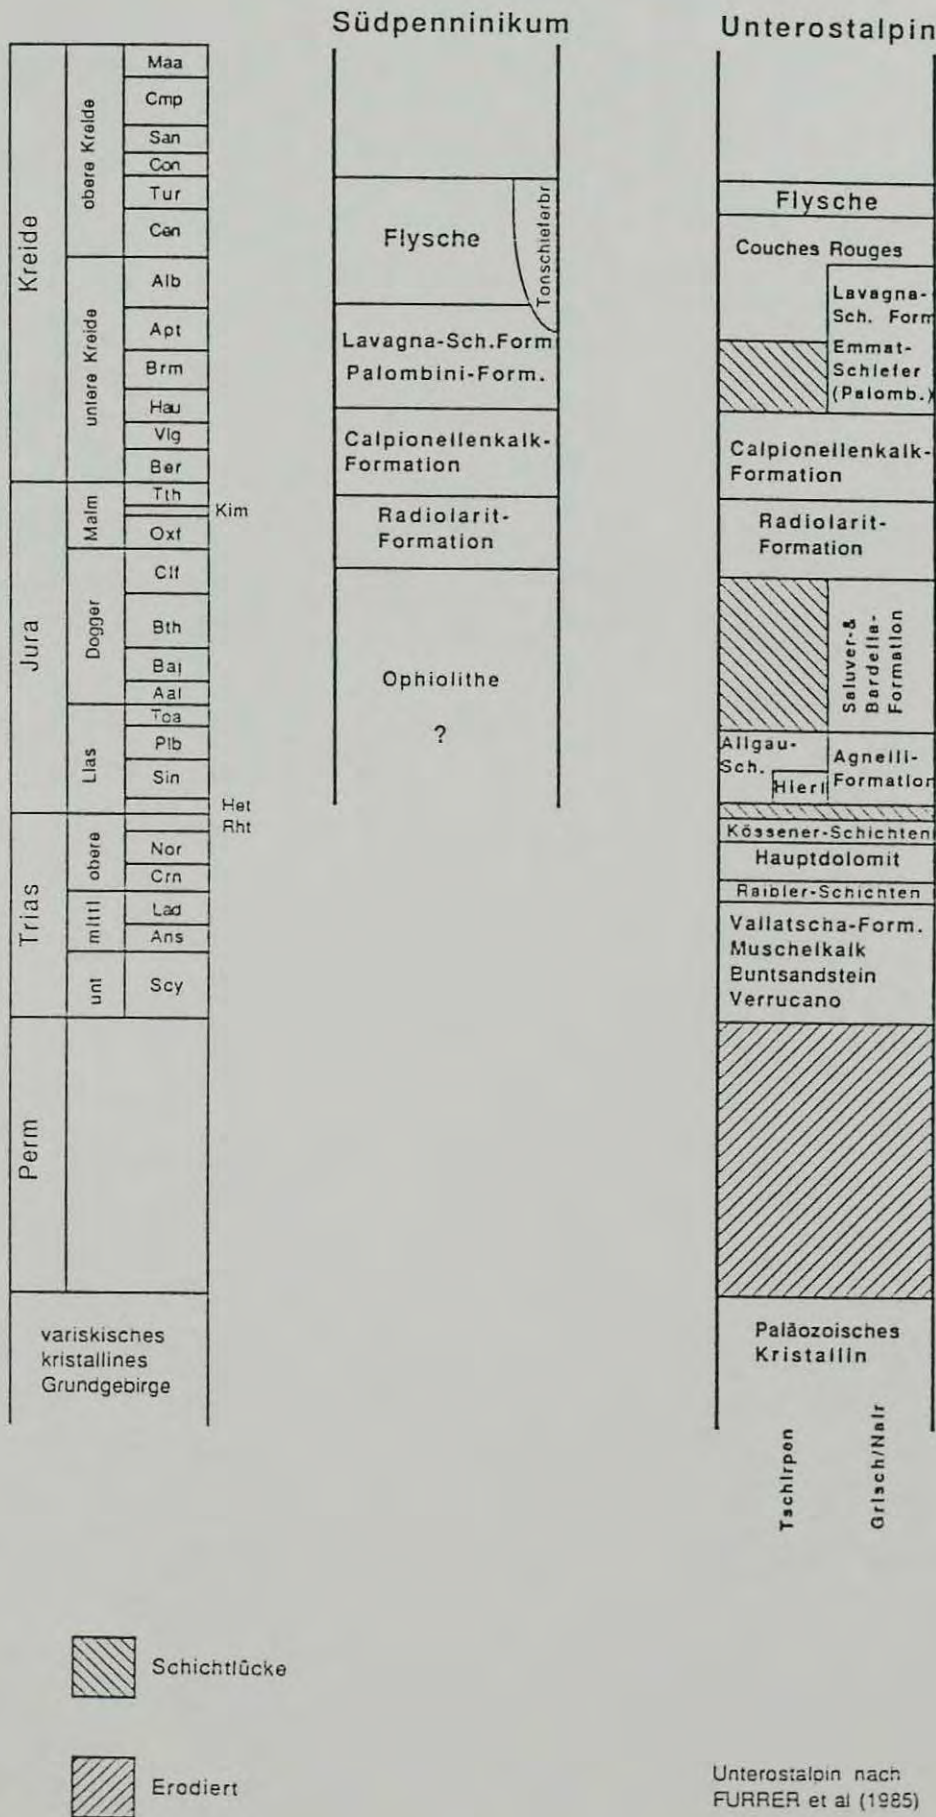 Südpenninikum
Unterostalpin
Kreide
obere Kreide
Maa
Cmp
San
Con
Tur
Cen
untere Kreide
Alb
Apt
Brm
Hau
Vlg
Ber
Jura
Malm
Tth
Kim
Oxf
Dogger
Clf
Bth
Baj
Aal
Lias
Toa
Plb
Sin
Het
Trias
Rht
obere
Nor
Crn
mittl
Lad
Ans
unt
Scy
Perm
variskisches
kristallines
Grundgebirge
Flysche
Tonschieferbr
Lavagna-Sch.Form
Palombini-Form.
Calpionellenkalk-
Formation
Radiolarit-
Formation
Ophiolithe
?
Flysche
Couches Rouges
Lavagna-
Sch. Form
Emmat-
Schiefer
(Palomb.)
Calpionellenkalk-
Formation
Radiolarit-
Formation
Saluver-&
Bardella-
Formation
Allgau-
Sch.
Hierl
Agnelli-
Formation
Kössener-Schichten
Hauptdolomit
Raibler-Schichten
Vallatscha-Form.
Muschelkalk
Buntsandstein
Verrucano
Paläozoisches
Kristallin
Tschirpen
Grisch/Nair
Schichtlücke
Erodiert
Unterostalpin nach
FURRER et al (1985)